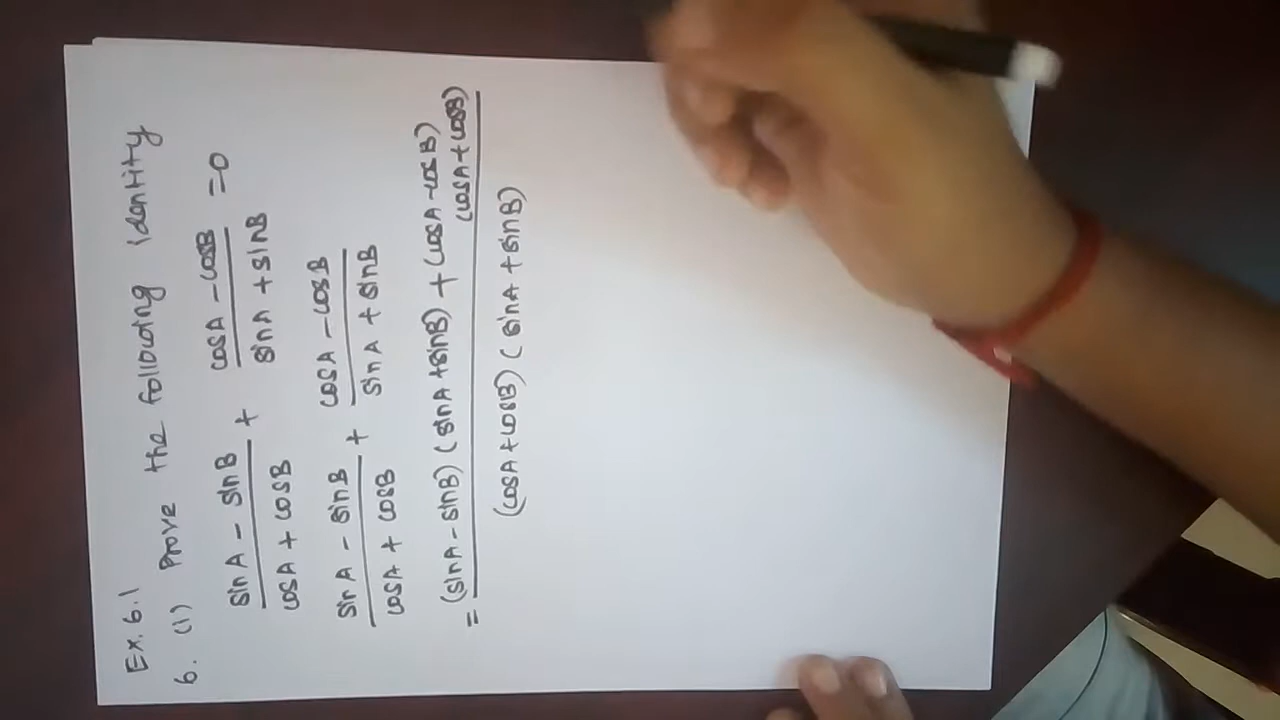 Ex. 6.1
6. (1) Prove the following identity
sin A - sin B / cos A + cos B + cos A - cos B / sin A + sin B = 0
sin A - sin B / cos A + cos B + cos A - cos B / sin A + sin B
= (sin A - sin B) (sin A + sin B) + (cos A - cos B) (cos A + cos B) / (cos A + cos B) (sin A + sin B)